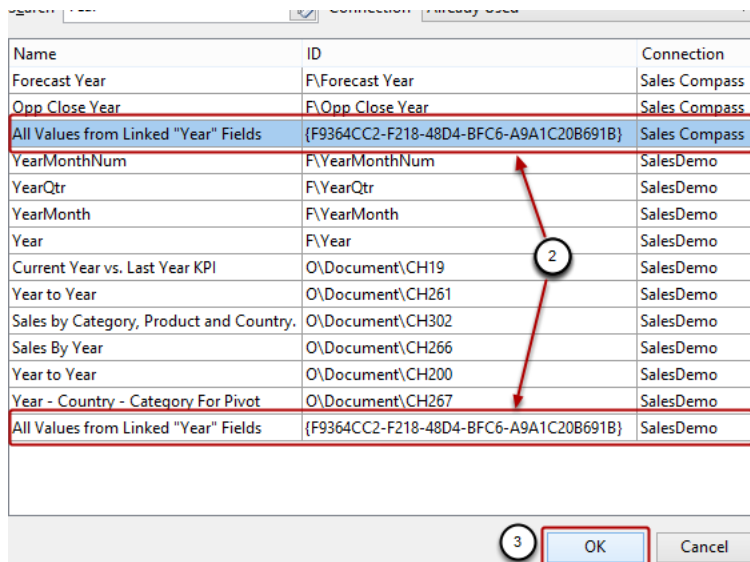 Search Connection Already Used
Name ID Connection
Forecast Year F\Forecast Year Sales Compass
Opp Close Year F\Opp Close Year Sales Compass
All Values from Linked "Year" Fields {F9364CC2-F218-48D4-BFC6-A9A1C20B691B} Sales Compass
YearMonthNum F\YearMonthNum SalesDemo
YearQtr F\YearQtr SalesDemo
YearMonth F\YearMonth SalesDemo
Year F\Year SalesDemo
2
Current Year vs. Last Year KPI O\Document\CH19 SalesDemo
Year to Year O\Document\CH261 SalesDemo
Sales by Category, Product and Country. O\Document\CH302 SalesDemo
Sales By Year O\Document\CH266 SalesDemo
Year to Year O\Document\CH200 SalesDemo
Year - Country - Category For Pivot O\Document\CH267 SalesDemo
All Values from Linked "Year" Fields {F9364CC2-F218-48D4-BFC6-A9A1C20B691B} SalesDemo
3 OK Cancel